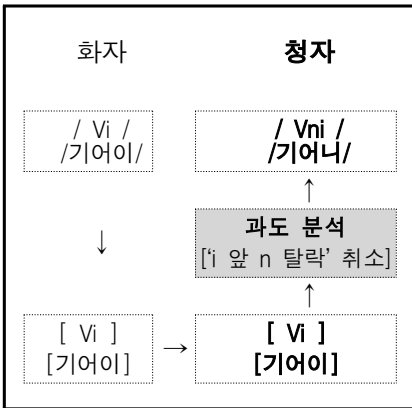 화자
청자
/ Vi /
/기어이/
/ Vni /
/기어니/
↑
과도 분석
['i 앞 n 탈락' 취소]
↓
↑
[ Vi ]
[기어이]
→
[ Vi ]
[기어이]